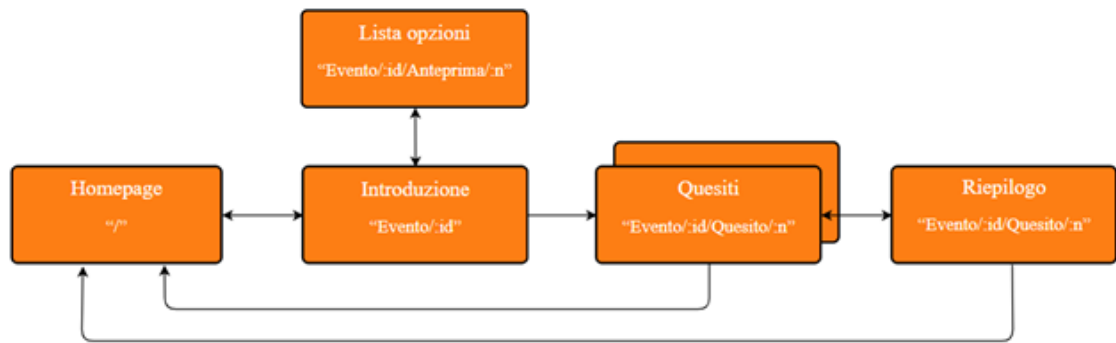 Lista opzioni
“Evento/:id/Anteprima/:n”
Homepage
“/”
Introduzione
“Evento/:id”
Quesiti
“Evento/:id/Quesito/:n”
Riepilogo
“Evento/:id/Quesito/:n”